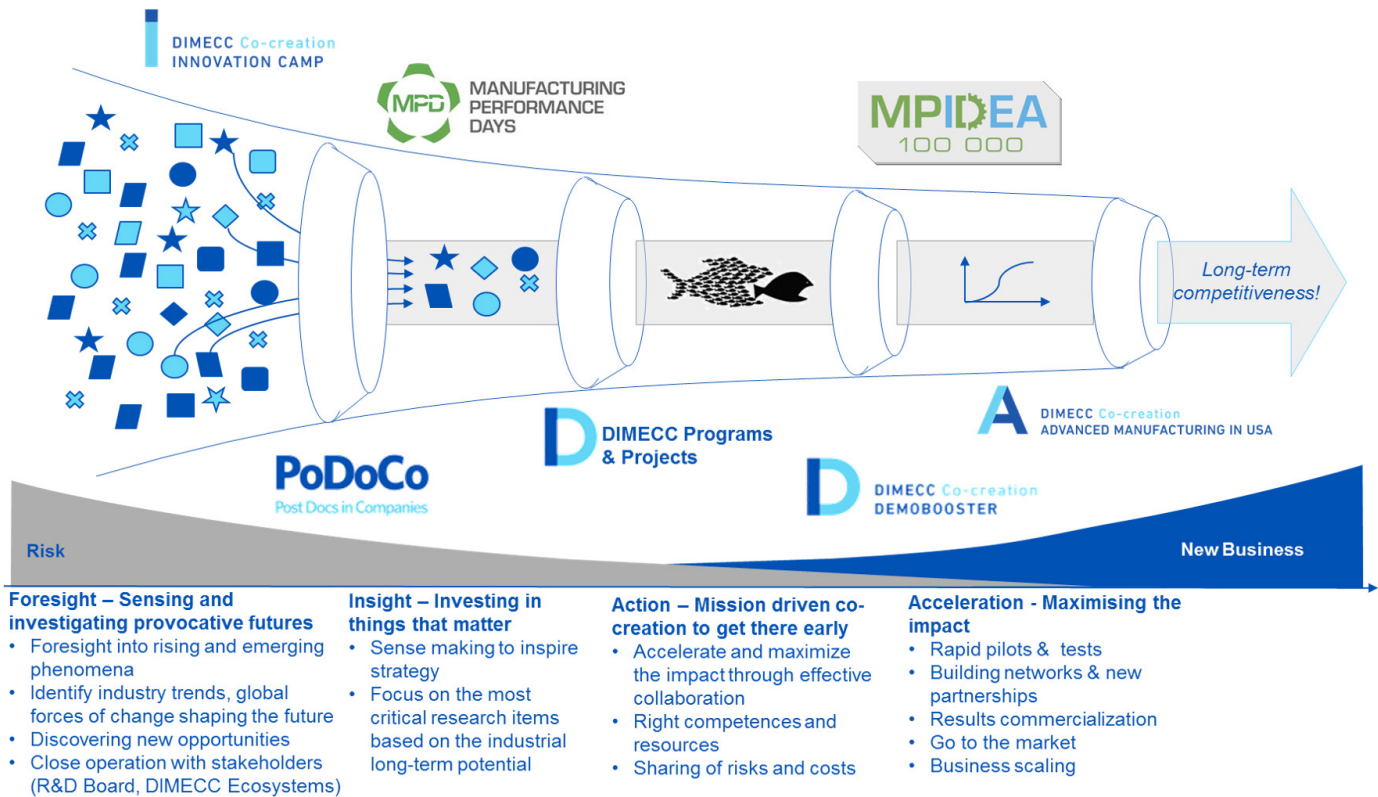 DIMECC Co-creation
INNOVATION CAMP
MPD
MANUFACTURING
PERFORMANCE
DAYS
MPIDEA
100 000
Long-term
competitiveness!
PoDoCo
Post Docs in Companies
DIMECC Programs
& Projects
DIMECC Co-creation
ADVANCED MANUFACTURING IN USA
DIMECC Co-creation
DEMOBOOSTER
Risk
New Business
Foresight – Sensing and
investigating provocative futures
• Foresight into rising and emerging
phenomena
• Identify industry trends, global
forces of change shaping the future
• Discovering new opportunities
• Close operation with stakeholders
(R&D Board, DIMECC Ecosystems)
Insight – Investing in
things that matter
• Sense making to inspire
strategy
• Focus on the most
critical research items
based on the industrial
long-term potential
Action – Mission driven co-
creation to get there early
• Accelerate and maximize
the impact through effective
collaboration
• Right competences and
resources
• Sharing of risks and costs
Acceleration - Maximising the
impact
• Rapid pilots & tests
• Building networks & new
partnerships
• Results commercialization
• Go to the market
• Business scaling